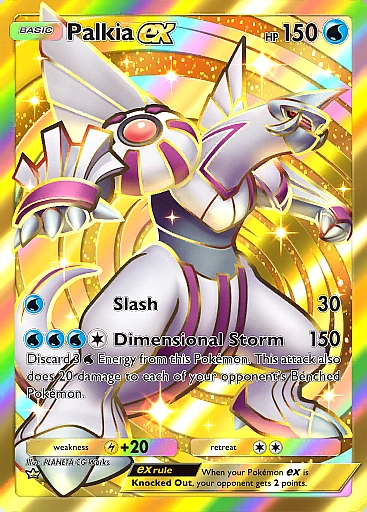 BASIC Palkia ex HP 150
Slash 30
Dimensional Storm 150
Discard 3 Energy from this Pokémon. This attack also
does 20 damage to each of your opponent's Benched
Pokémon.
weakness +20 retreat
Illus. PLANETA CG Works
ex rule When your Pokémon ex is
Knocked Out, your opponent gets 2 points.